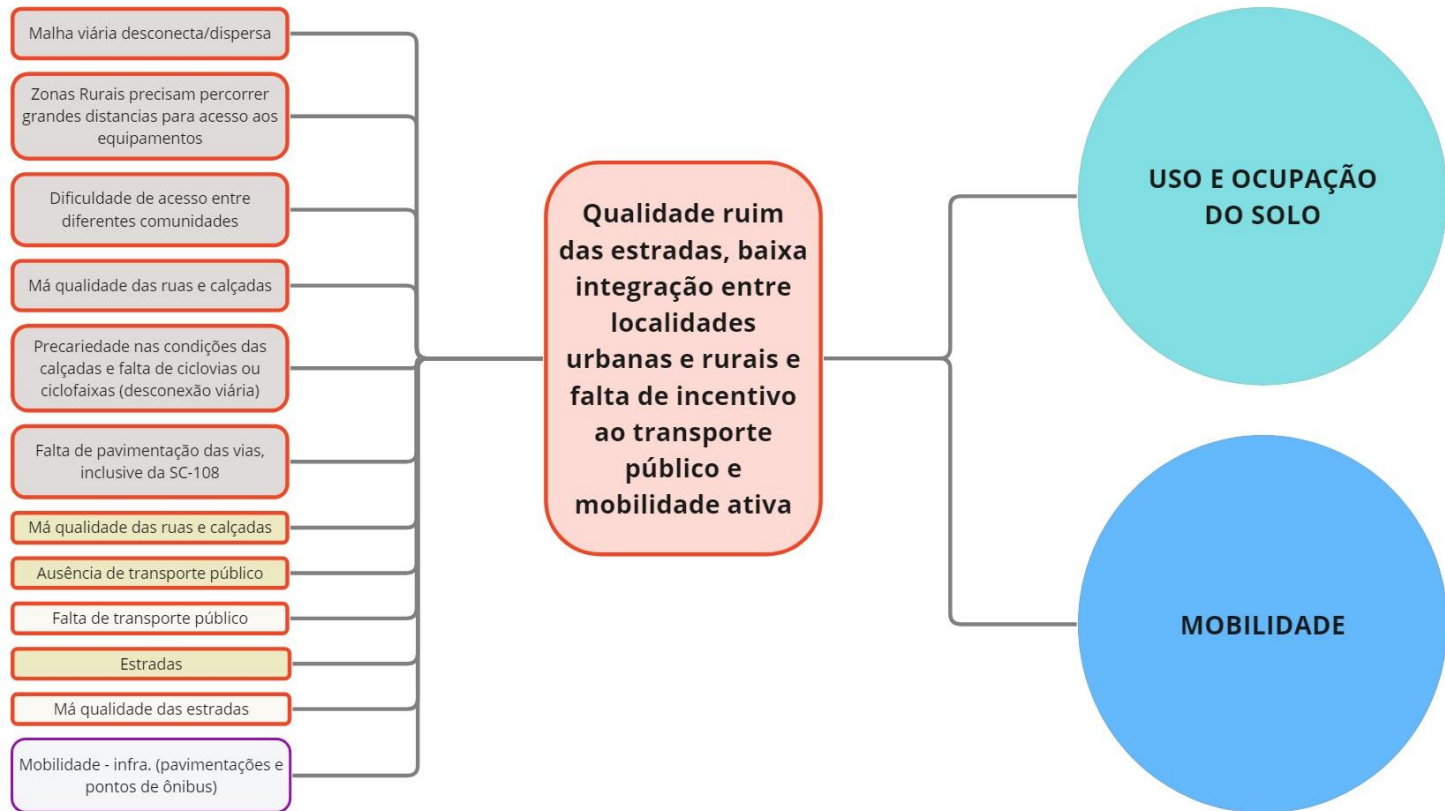 Malha viária desconecta/dispersa
Zonas Rurais precisam percorrer
grandes distancias para acesso aos
equipamentos
Dificuldade de acesso entre
diferentes comunidades
Má qualidade das ruas e calçadas
Precariedade nas condições das
calçadas e falta de ciclovias ou
ciclofaixas (desconexão viária)
Falta de pavimentação das vias,
inclusive da SC-108
Má qualidade das ruas e calçadas
Ausência de transporte público
Falta de transporte público
Estradas
Má qualidade das estradas
Mobilidade - infra. (pavimentações e
pontos de ônibus)
Qualidade ruim
das estradas, baixa
integração entre
localidades
urbanas e rurais e
falta de incentivo
ao transporte
público e
mobilidade ativa
USO E OCUPAÇÃO
DO SOLO
MOBILIDADE